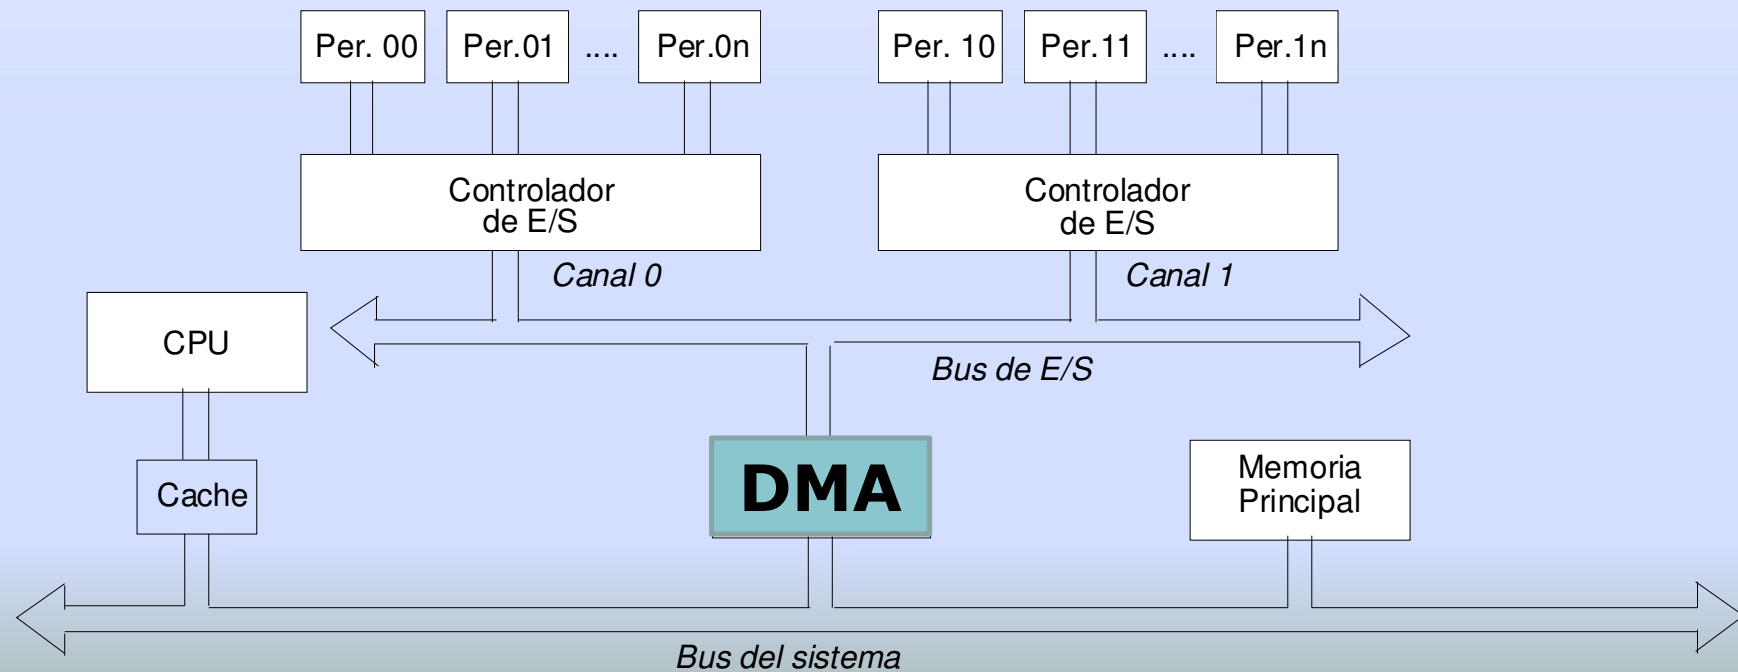 Per. 00
Per.01
....
Per.0n
Per. 10
Per.11
....
Per.1n
Controlador
de E/S
Controlador
de E/S
Canal 0
Canal 1
CPU
Bus de E/S
Cache
DMA
Memoria
Principal
Bus del sistema